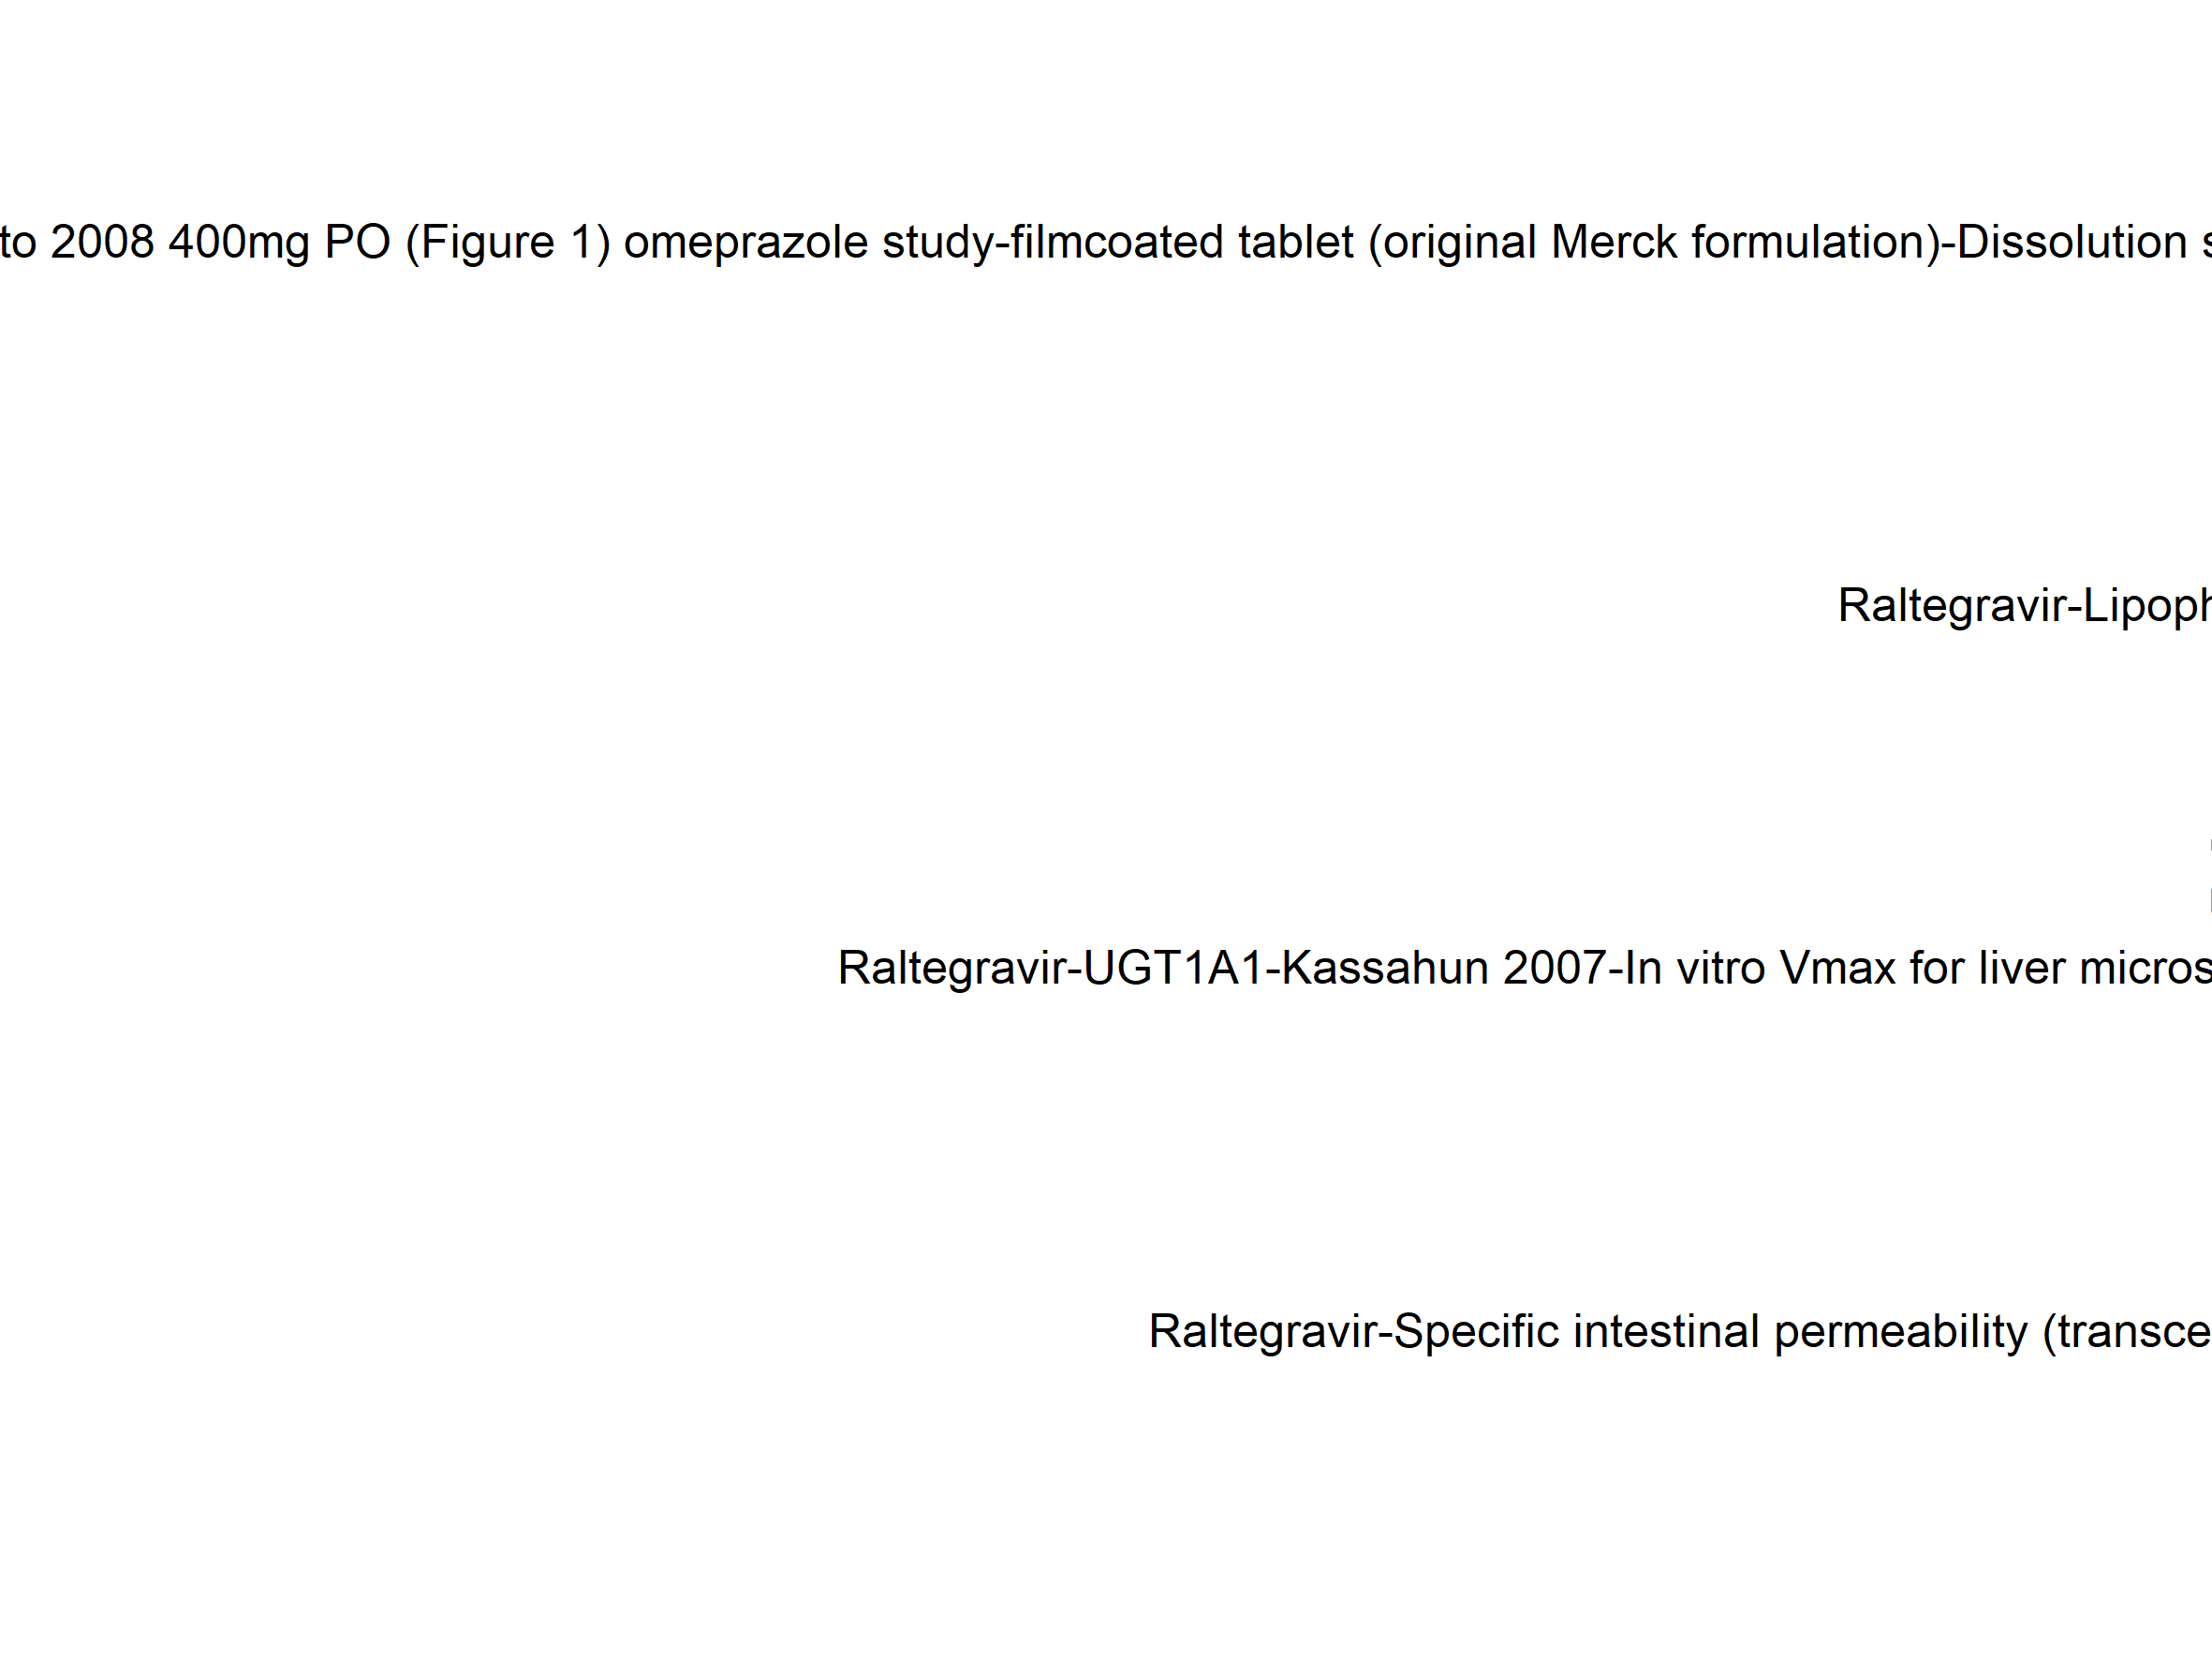 to 2008 400mg PO (Figure 1) omeprazole study-filmcoated tablet (original Merck formulation)-Dissolution s
Raltegravir-Lipoph
Raltegravir-UGT1A1-Kassahun 2007-In vitro Vmax for liver micros
Raltegravir-Specific intestinal permeability (transce